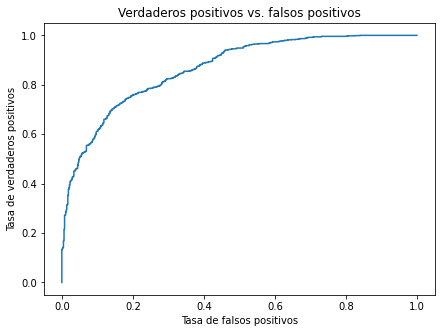 Verdaderos positivos vs. falsos positivos
Tasa de verdaderos positivos
1.0
0.8
0.6
0.4
0.2
0.0
0.0 0.2 0.4 0.6 0.8 1.0
Tasa de falsos positivos